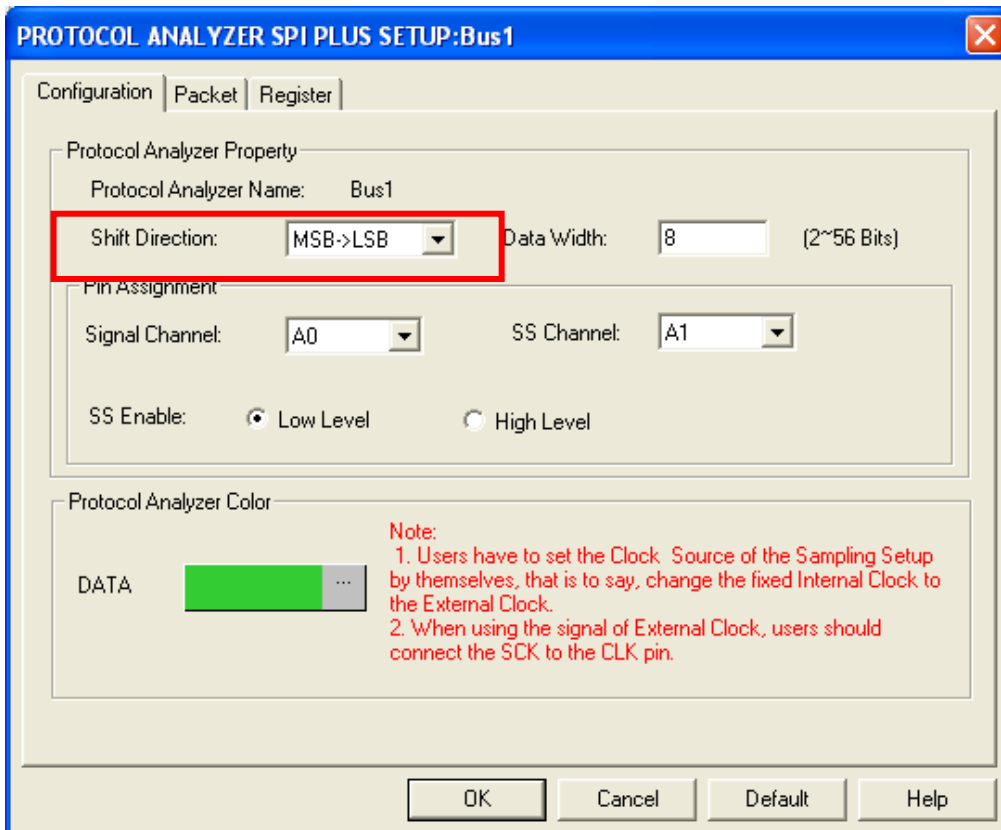 PROTOCOL ANALYZER SPI PLUS SETUP:Bus1
Configuration Packet Register
Protocol Analyzer Property
Protocol Analyzer Name: Bus1
Shift Direction: MSB->LSB Data Width: 8 (2~56 Bits)
Pin Assignment
Signal Channel: A0 SS Channel: A1
SS Enable: Low Level High Level
Protocol Analyzer Color
DATA ...
Note:
1. Users have to set the Clock Source of the Sampling Setup
by themselves, that is to say, change the fixed Internal Clock to
the External Clock.
2. When using the signal of External Clock, users should
connect the SCK to the CLK pin.
OK Cancel Default Help